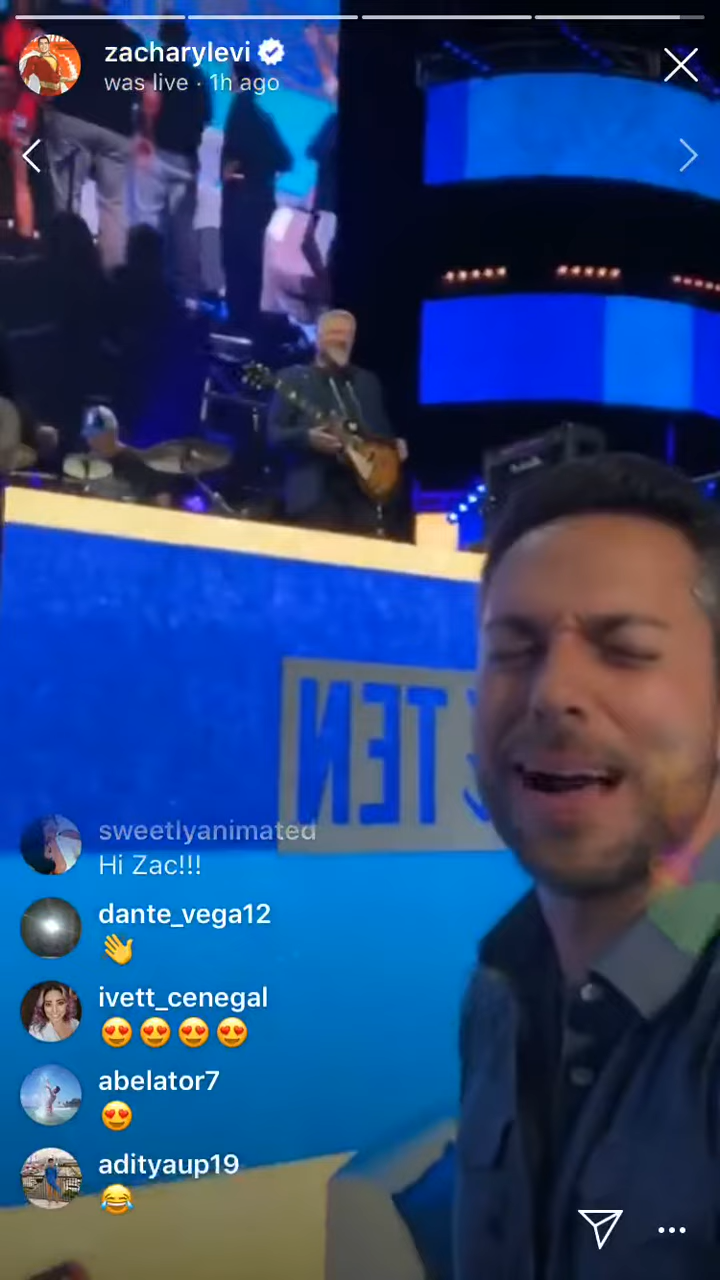 zacharylevi
was live · 1h ago
TEN
sweetlyanimated
Hi Zac!!!
dante_vega12
👋
ivett_cenegal
😍😍😍😍
abelator7
😍
adityaup19
😂